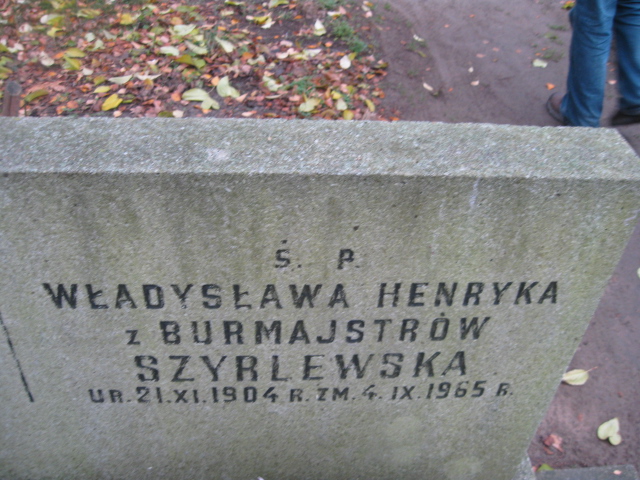 Ś. P.
WŁADYSŁAWA HENRYKA
z BURMAJSTRÓW
SZYRLEWSKA
UR. 21.XI.1904 R. ZM. 4.IX.1965 R.